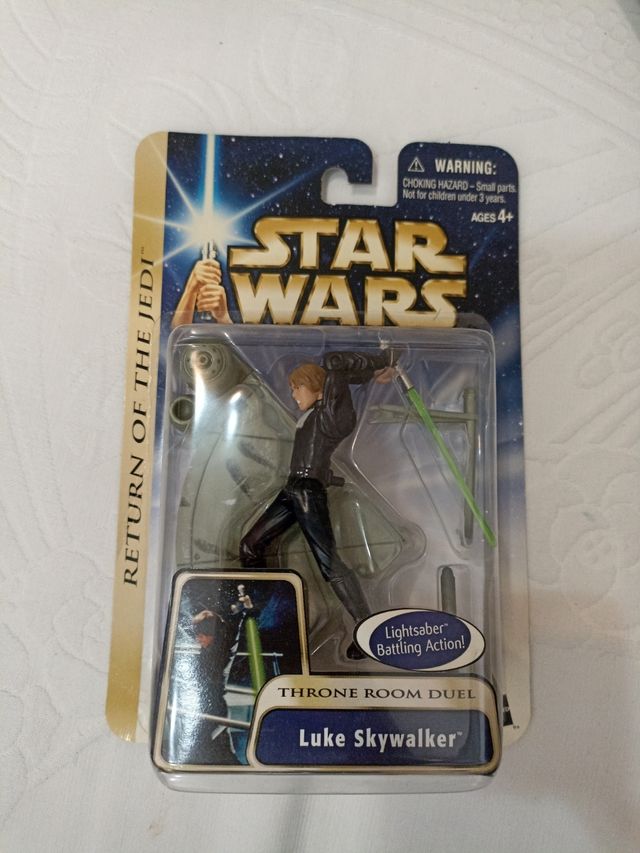 WARNING:
CHOKING HAZARD – Small parts.
Not for children under 3 years.
AGES 4+
STAR
WARS
RETURN OF THE JEDI™
Lightsaber™
Battling Action!
THRONE ROOM DUEL
Luke Skywalker™